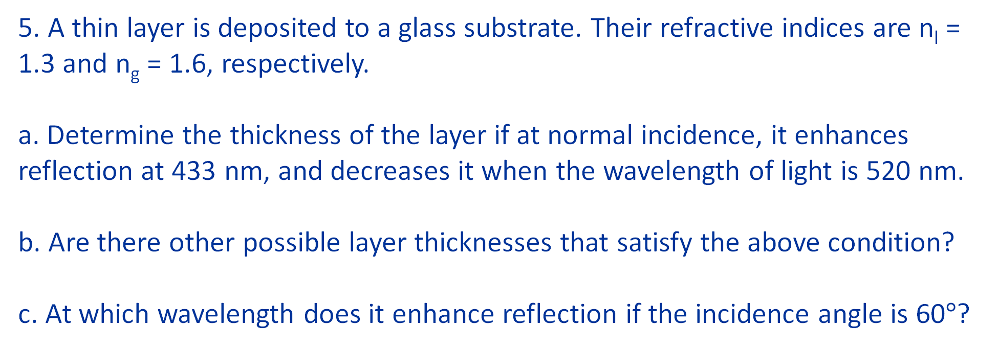 5. A thin layer is deposited to a glass substrate. Their refractive indices are nₗ =
1.3 and n_g = 1.6, respectively.
a. Determine the thickness of the layer if at normal incidence, it enhances
reflection at 433 nm, and decreases it when the wavelength of light is 520 nm.
b. Are there other possible layer thicknesses that satisfy the above condition?
c. At which wavelength does it enhance reflection if the incidence angle is 60°?